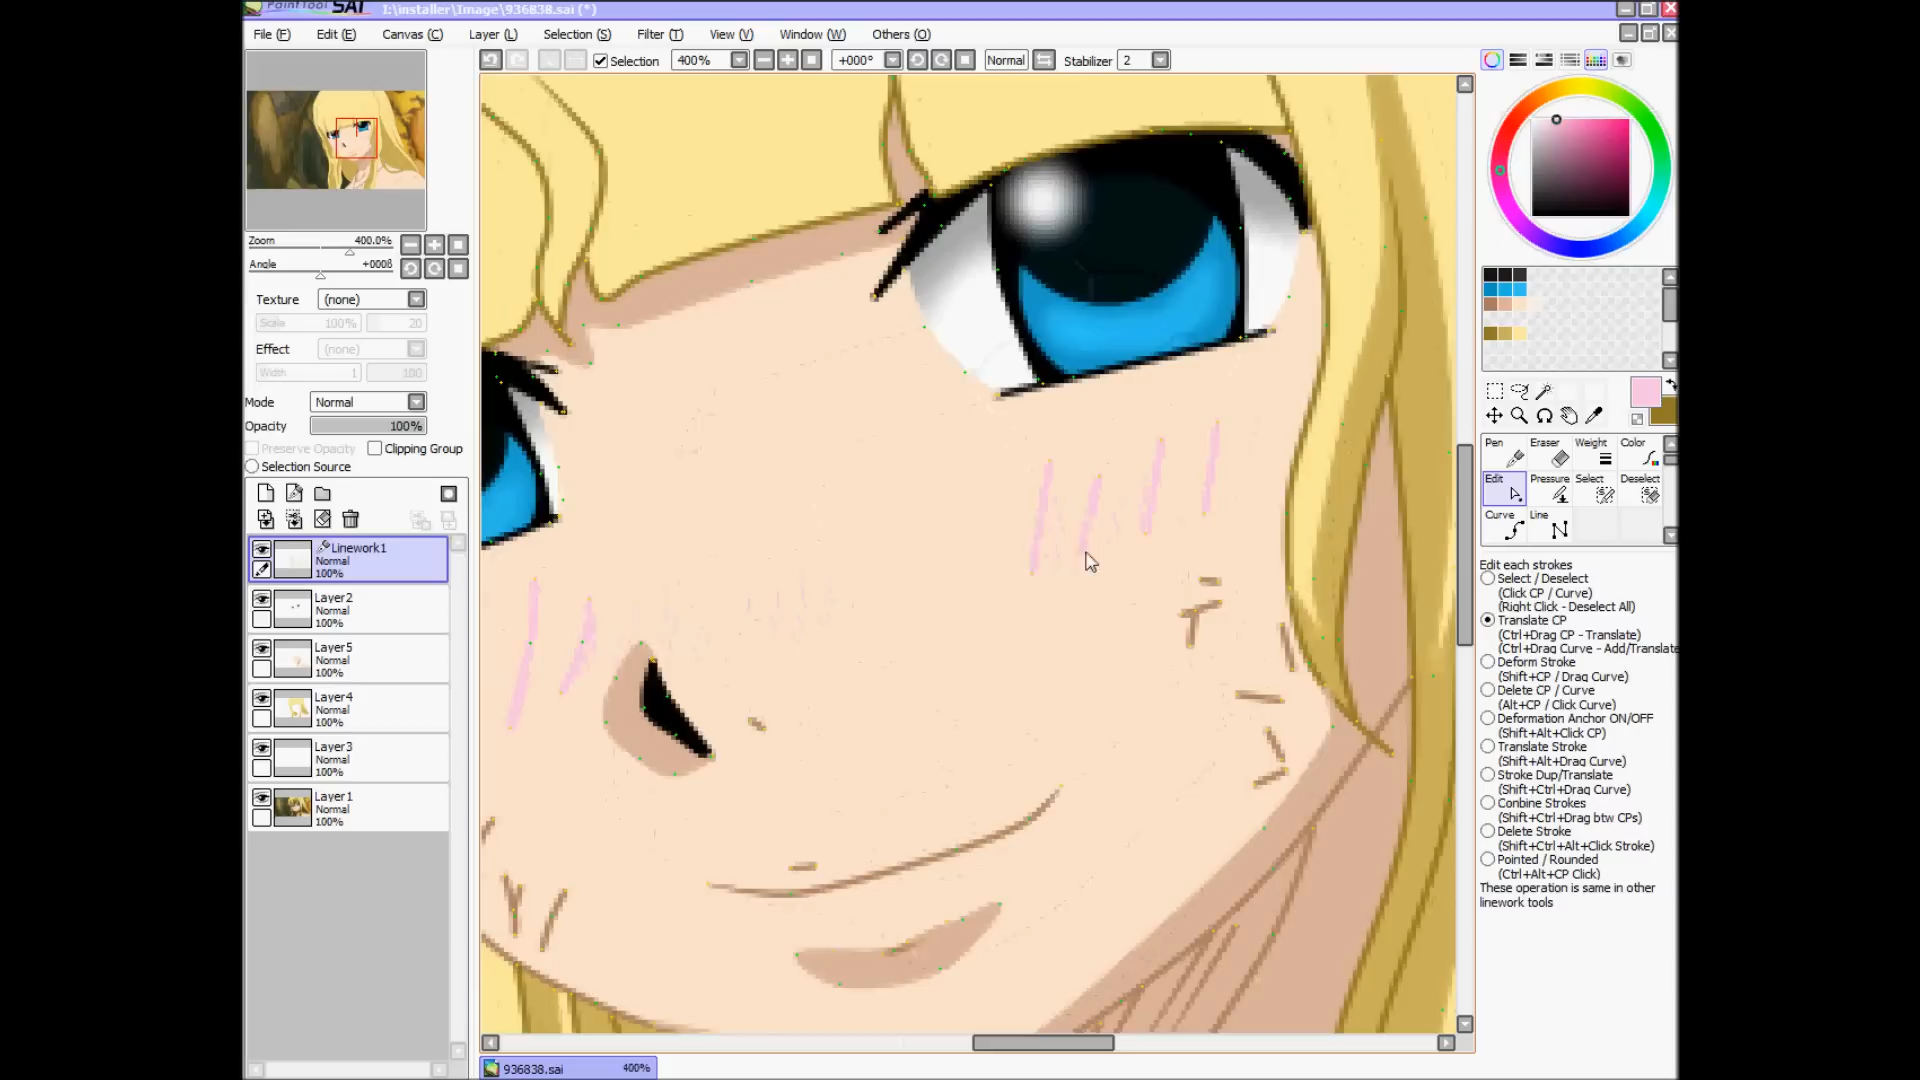 PaintTool SAI I:\installer\Image\936838.sai (*)
File (F) Edit (E) Canvas (C) Layer (L) Selection (S) Filter (T) View (V) Window (W) Others (O)
Selection 400% +000° Normal Stabilizer 2
Zoom 400.0%
Angle +000ß
Texture (none)
Scale 100% 20
Effect (none)
Width 1 100
Mode Normal
Opacity 100%
Preserve Opacity Clipping Group
Selection Source
Linework1
Normal
100%
Layer2
Normal
100%
Layer5
Normal
100%
Layer4
Normal
100%
Layer3
Normal
100%
Layer1
Normal
100%
Pen Eraser Weight Color
Edit Pressure Select Deselect
Curve Line
Edit each strokes
Select / Deselect
(Click CP / Curve)
(Right Click - Deselect All)
Translate CP
(Ctrl+Drag CP - Translate)
(Ctrl+Drag Curve - Add/Translate
Deform Stroke
(Shift+CP / Drag Curve)
Delete CP / Curve
(Alt+CP / Click Curve)
Deformation Anchor ON/OFF
(Shift+Alt+Click CP)
Translate Stroke
(Shift+Alt+Drag Curve)
Stroke Dup/Translate
(Shift+Ctrl+Drag Curve)
Conbine Strokes
(Shift+Ctrl+Drag btw CPs)
Delete Stroke
(Shift+Ctrl+Alt+Click Stroke)
Pointed / Rounded
(Ctrl+Alt+CP Click)
These operation is same in other
linework tools
936838.sai 400%